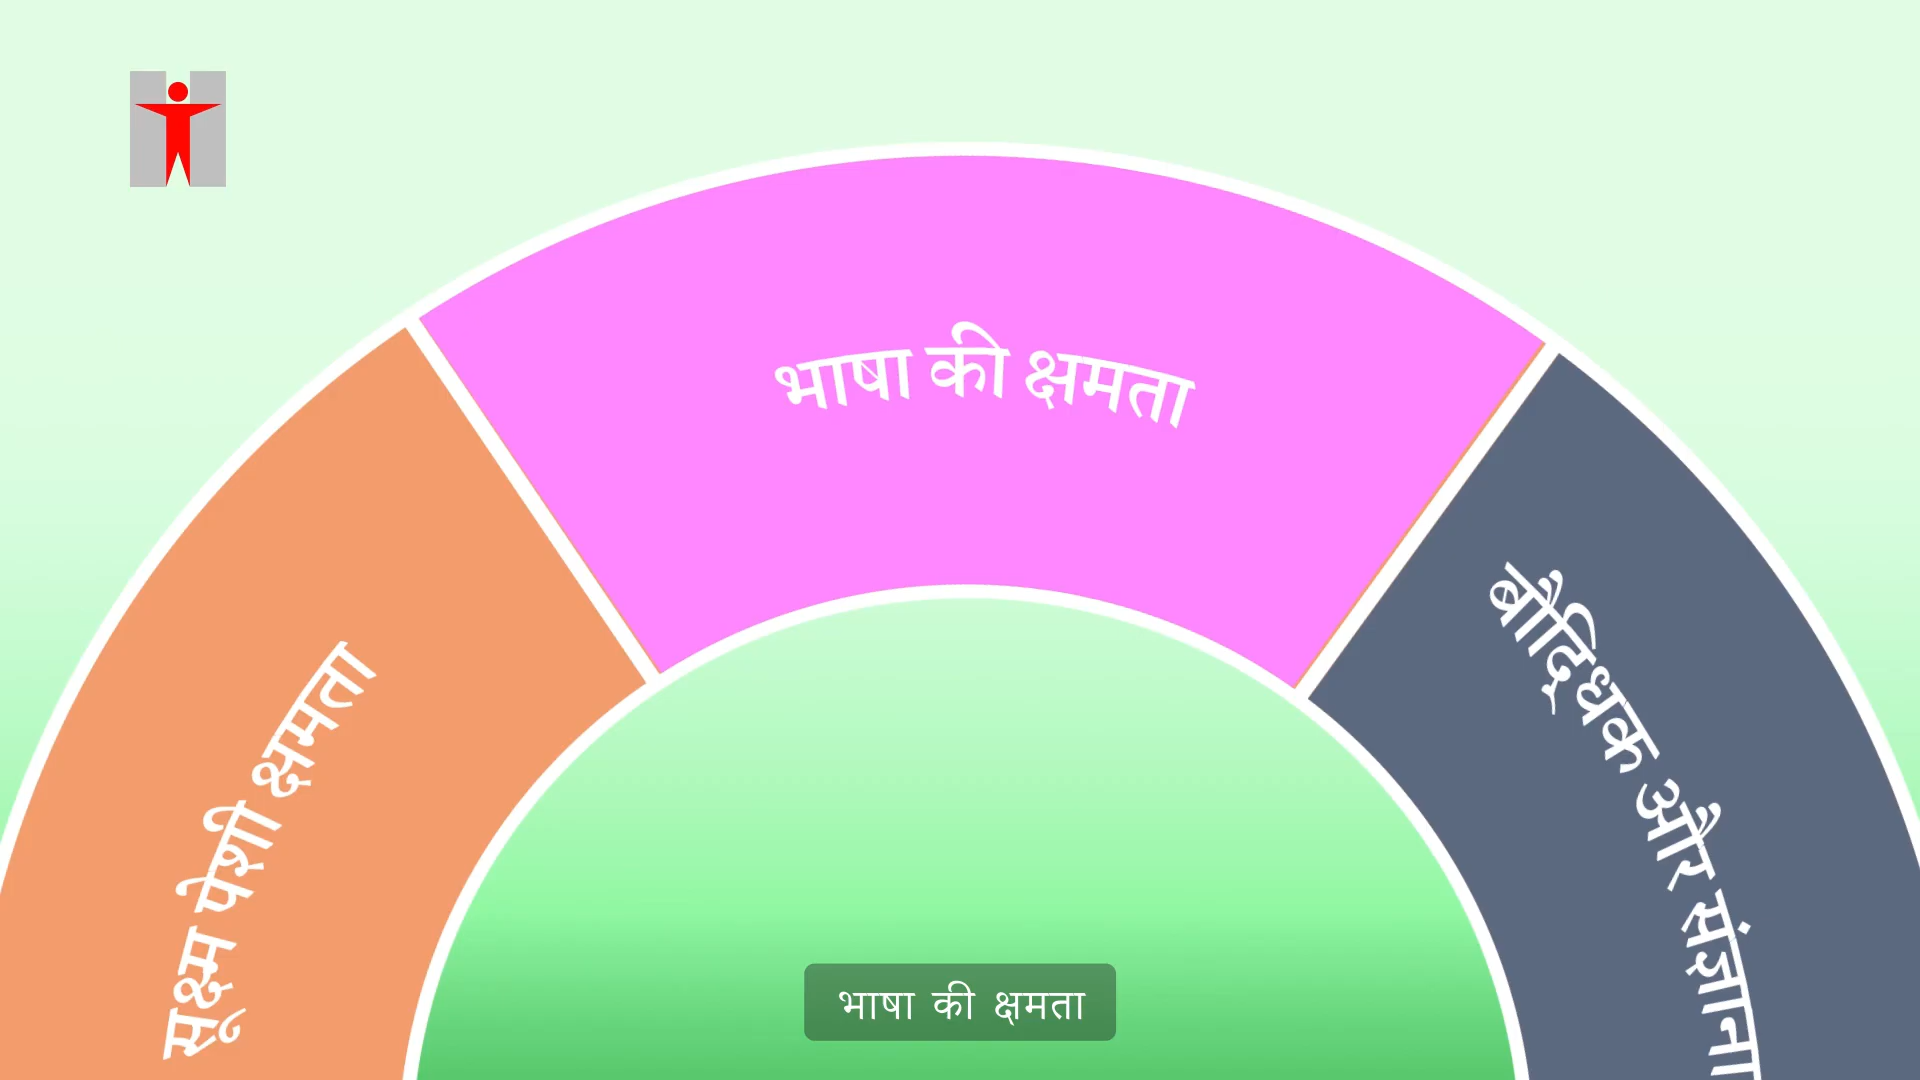 सूक्ष्म पेशी क्षमता
भाषा की क्षमता
बौद्धिक और संज्ञाना
भाषा की क्षमता